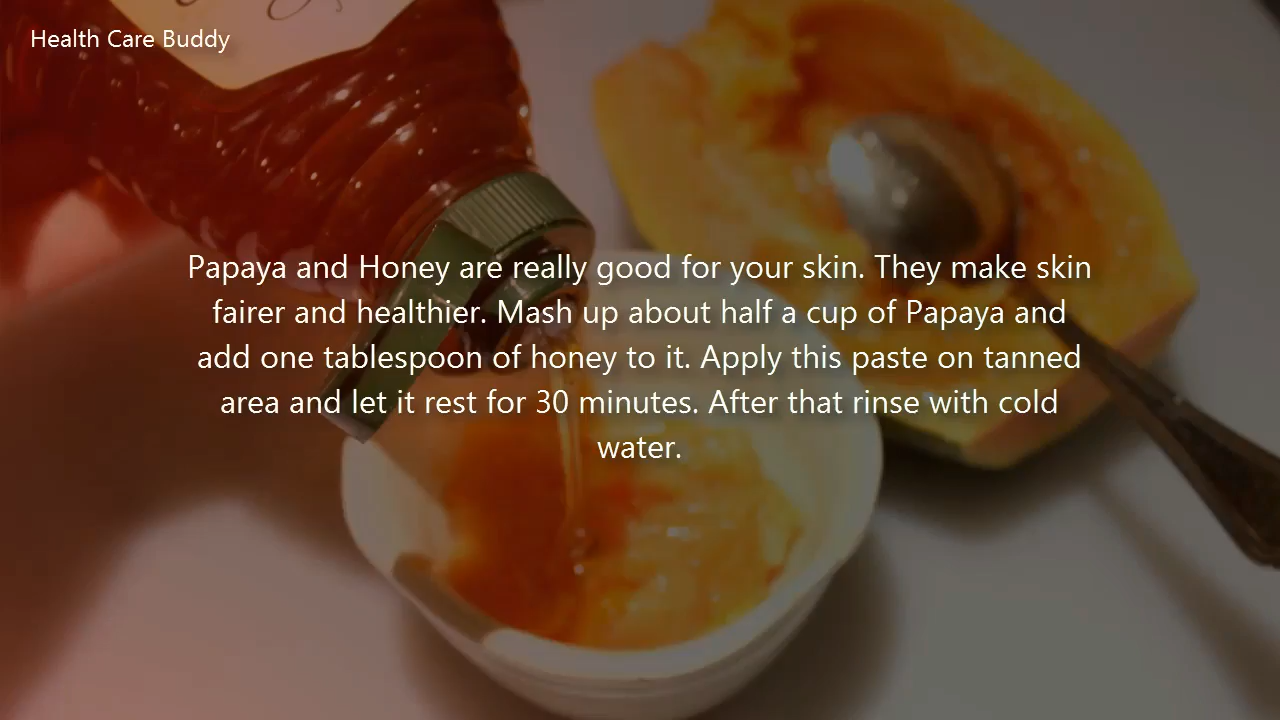 Health Care Buddy
Papaya and Honey are really good for your skin. They make skin
fairer and healthier. Mash up about half a cup of Papaya and
add one tablespoon of honey to it. Apply this paste on tanned
area and let it rest for 30 minutes. After that rinse with cold
water.